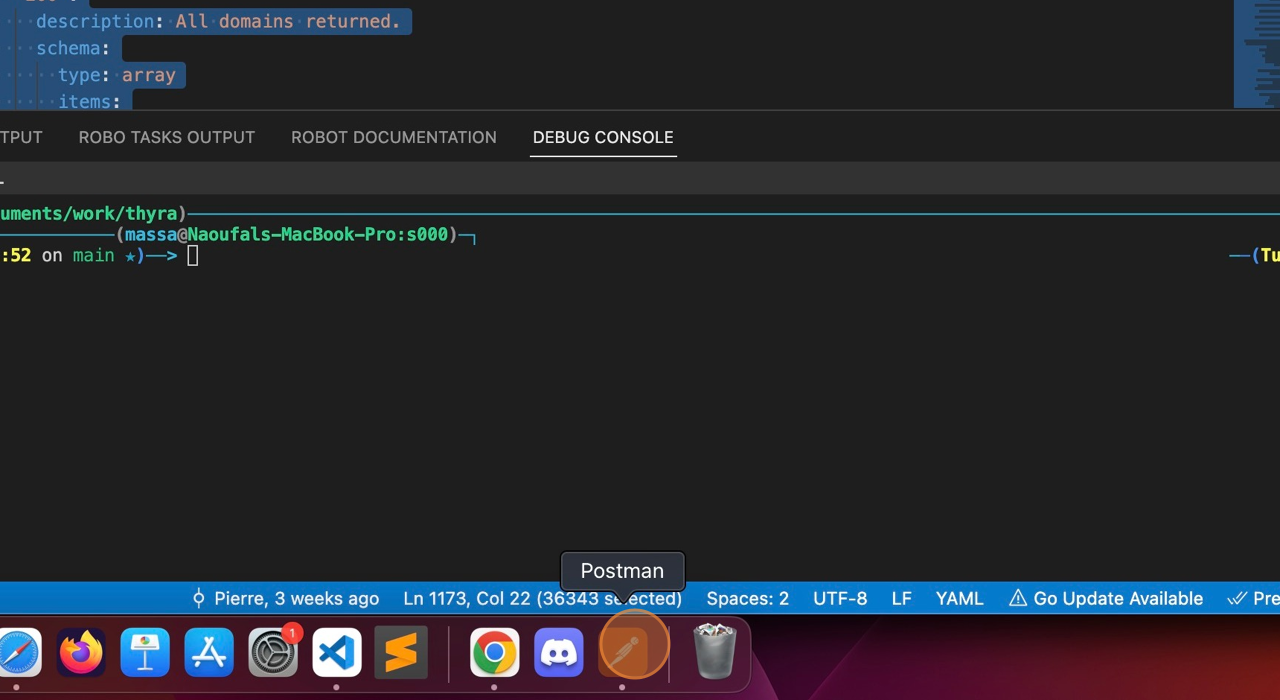 description: All domains returned.
schema:
type: array
items:
TPUT ROBO TASKS OUTPUT ROBOT DOCUMENTATION DEBUG CONSOLE
uments/work/thyra)
(massa@Naoufals-MacBook-Pro:s000)
:52 on main ★)──> ──(Tu
Postman
Pierre, 3 weeks ago Ln 1173, Col 22 (36343 selected) Spaces: 2 UTF-8 LF YAML Go Update Available Pre
1